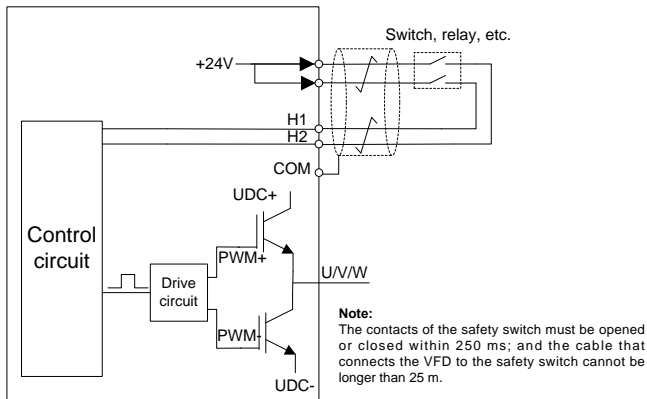 Switch, relay, etc.
+24V
H1
H2
COM
UDC+
Control
circuit
PWM+
Drive
circuit
U/V/W
PWM-
UDC-
Note:
The contacts of the safety switch must be opened
or closed within 250 ms; and the cable that
connects the VFD to the safety switch cannot be
longer than 25 m.